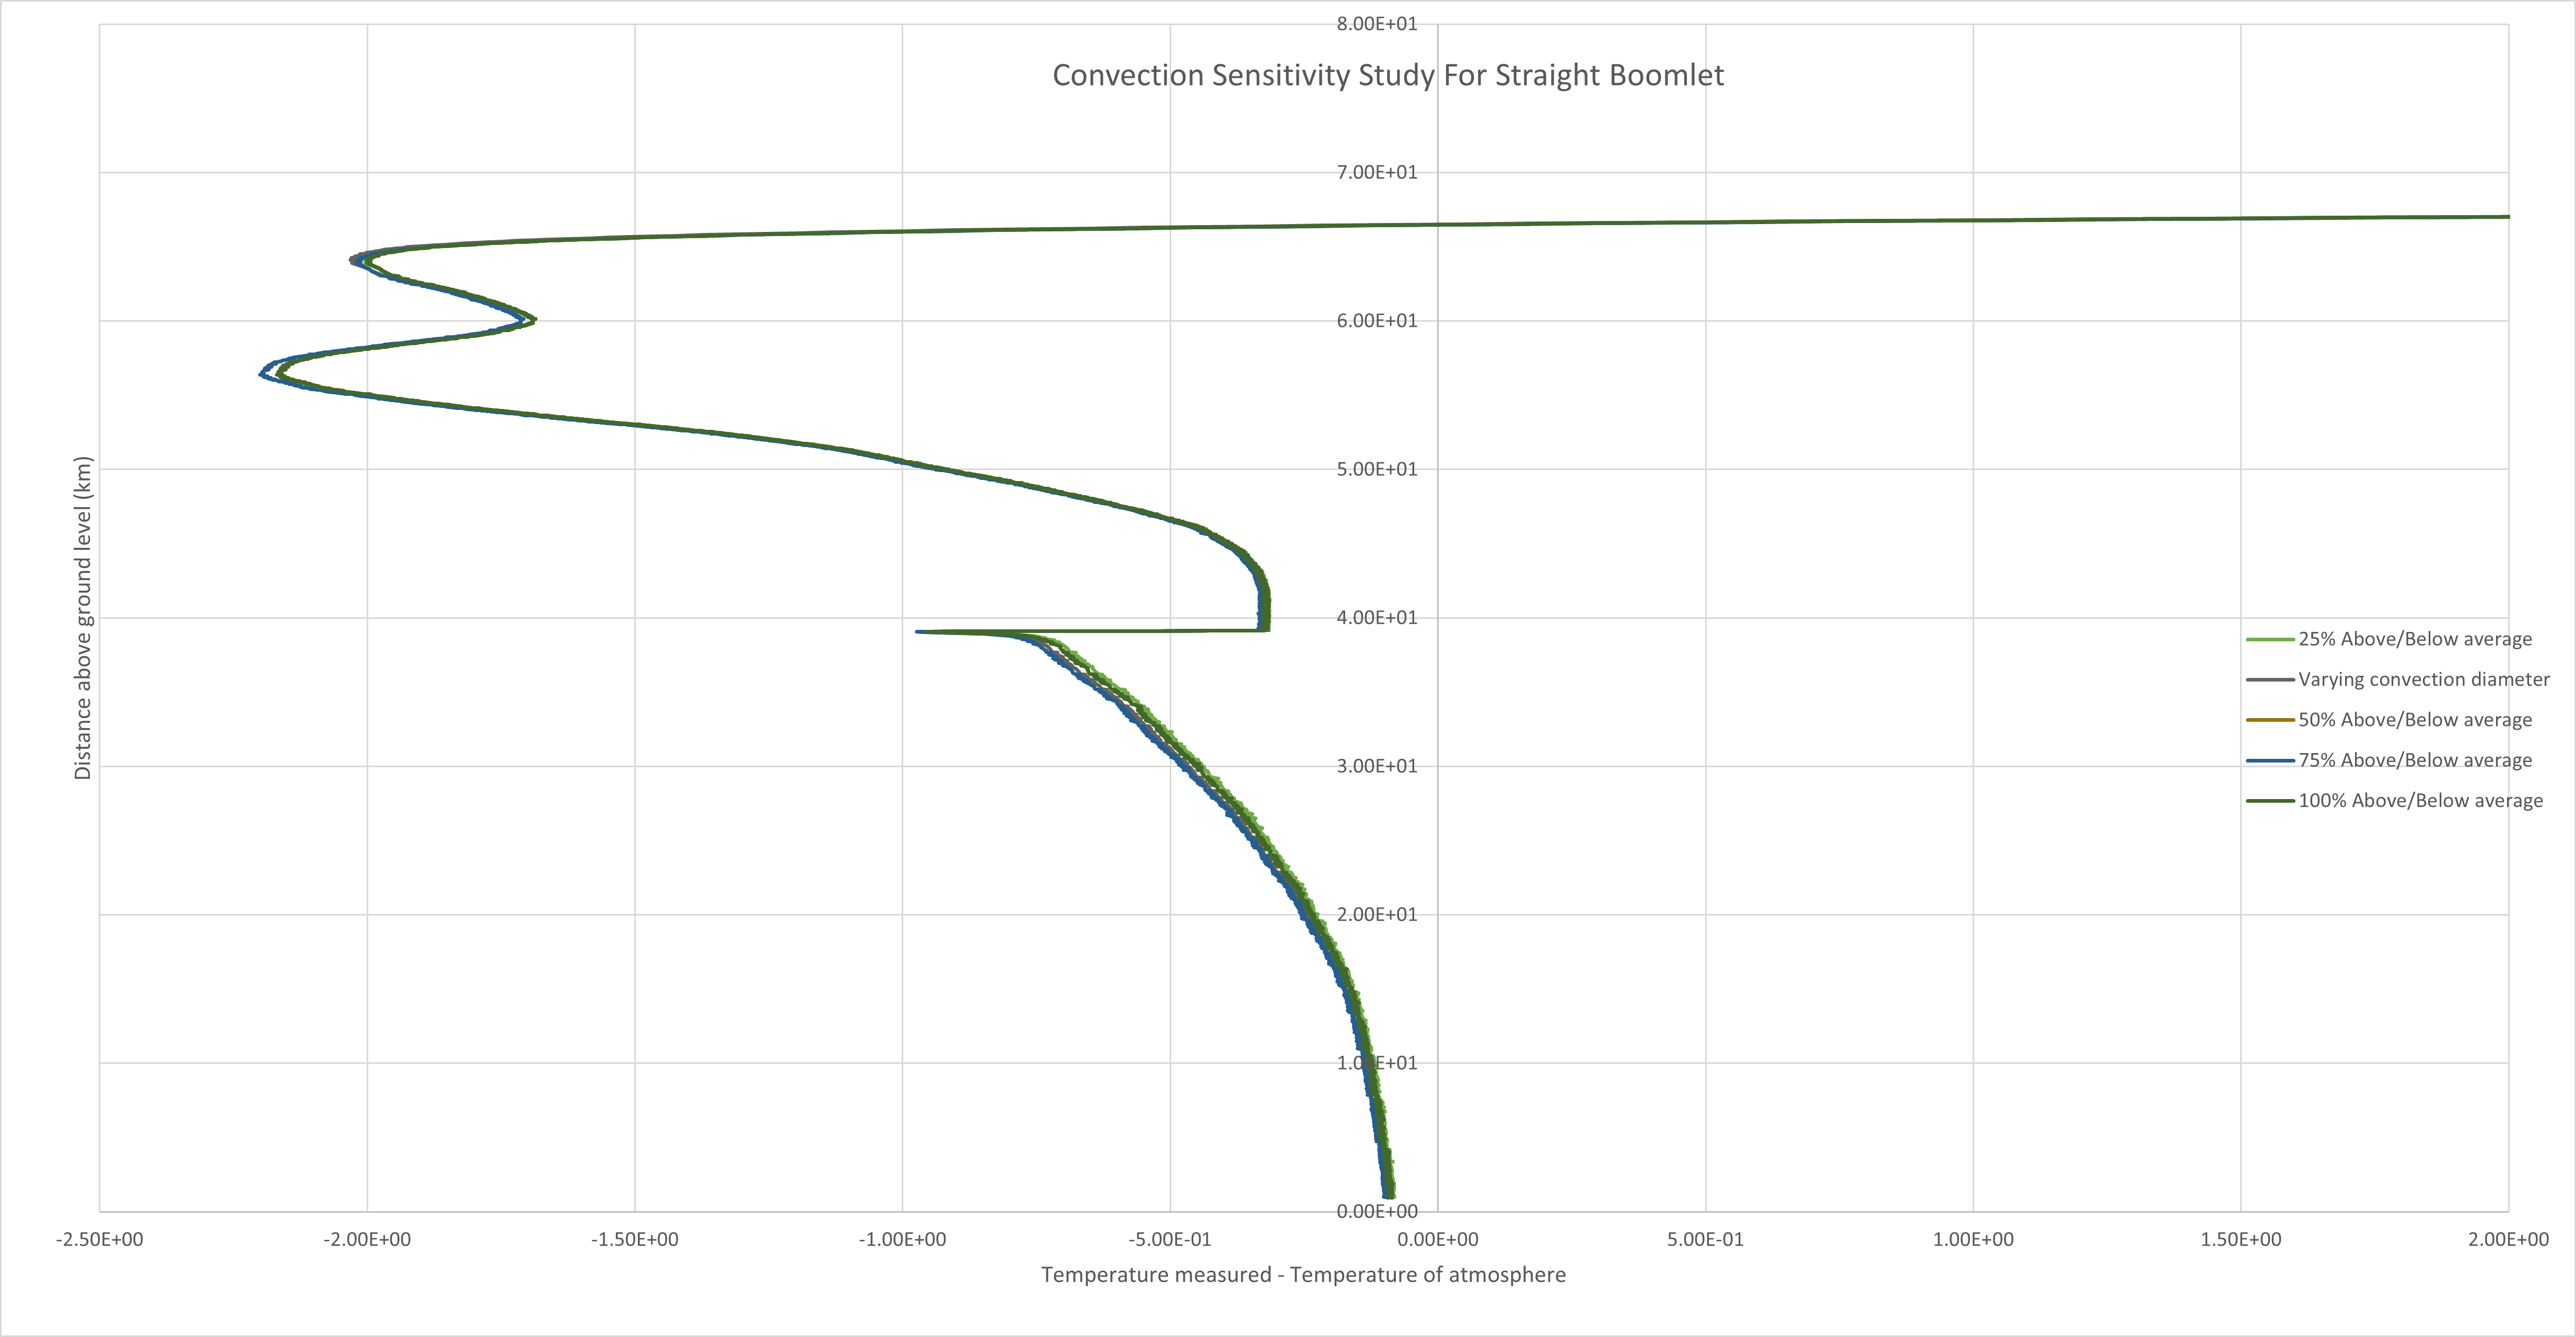 8.00E+01
Convection Sensitivity Study For Straight Boomlet
7.00E+01
6.00E+01
5.00E+01
4.00E+01
3.00E+01
2.00E+01
1.00E+01
0.00E+00
Distance above ground level (km)
25% Above/Below average
Varying convection diameter
50% Above/Below average
75% Above/Below average
100% Above/Below average
-2.50E+00 -2.00E+00 -1.50E+00 -1.00E+00 -5.00E-01 0.00E+00 5.00E-01 1.00E+00 1.50E+00 2.00E+00
Temperature measured - Temperature of atmosphere